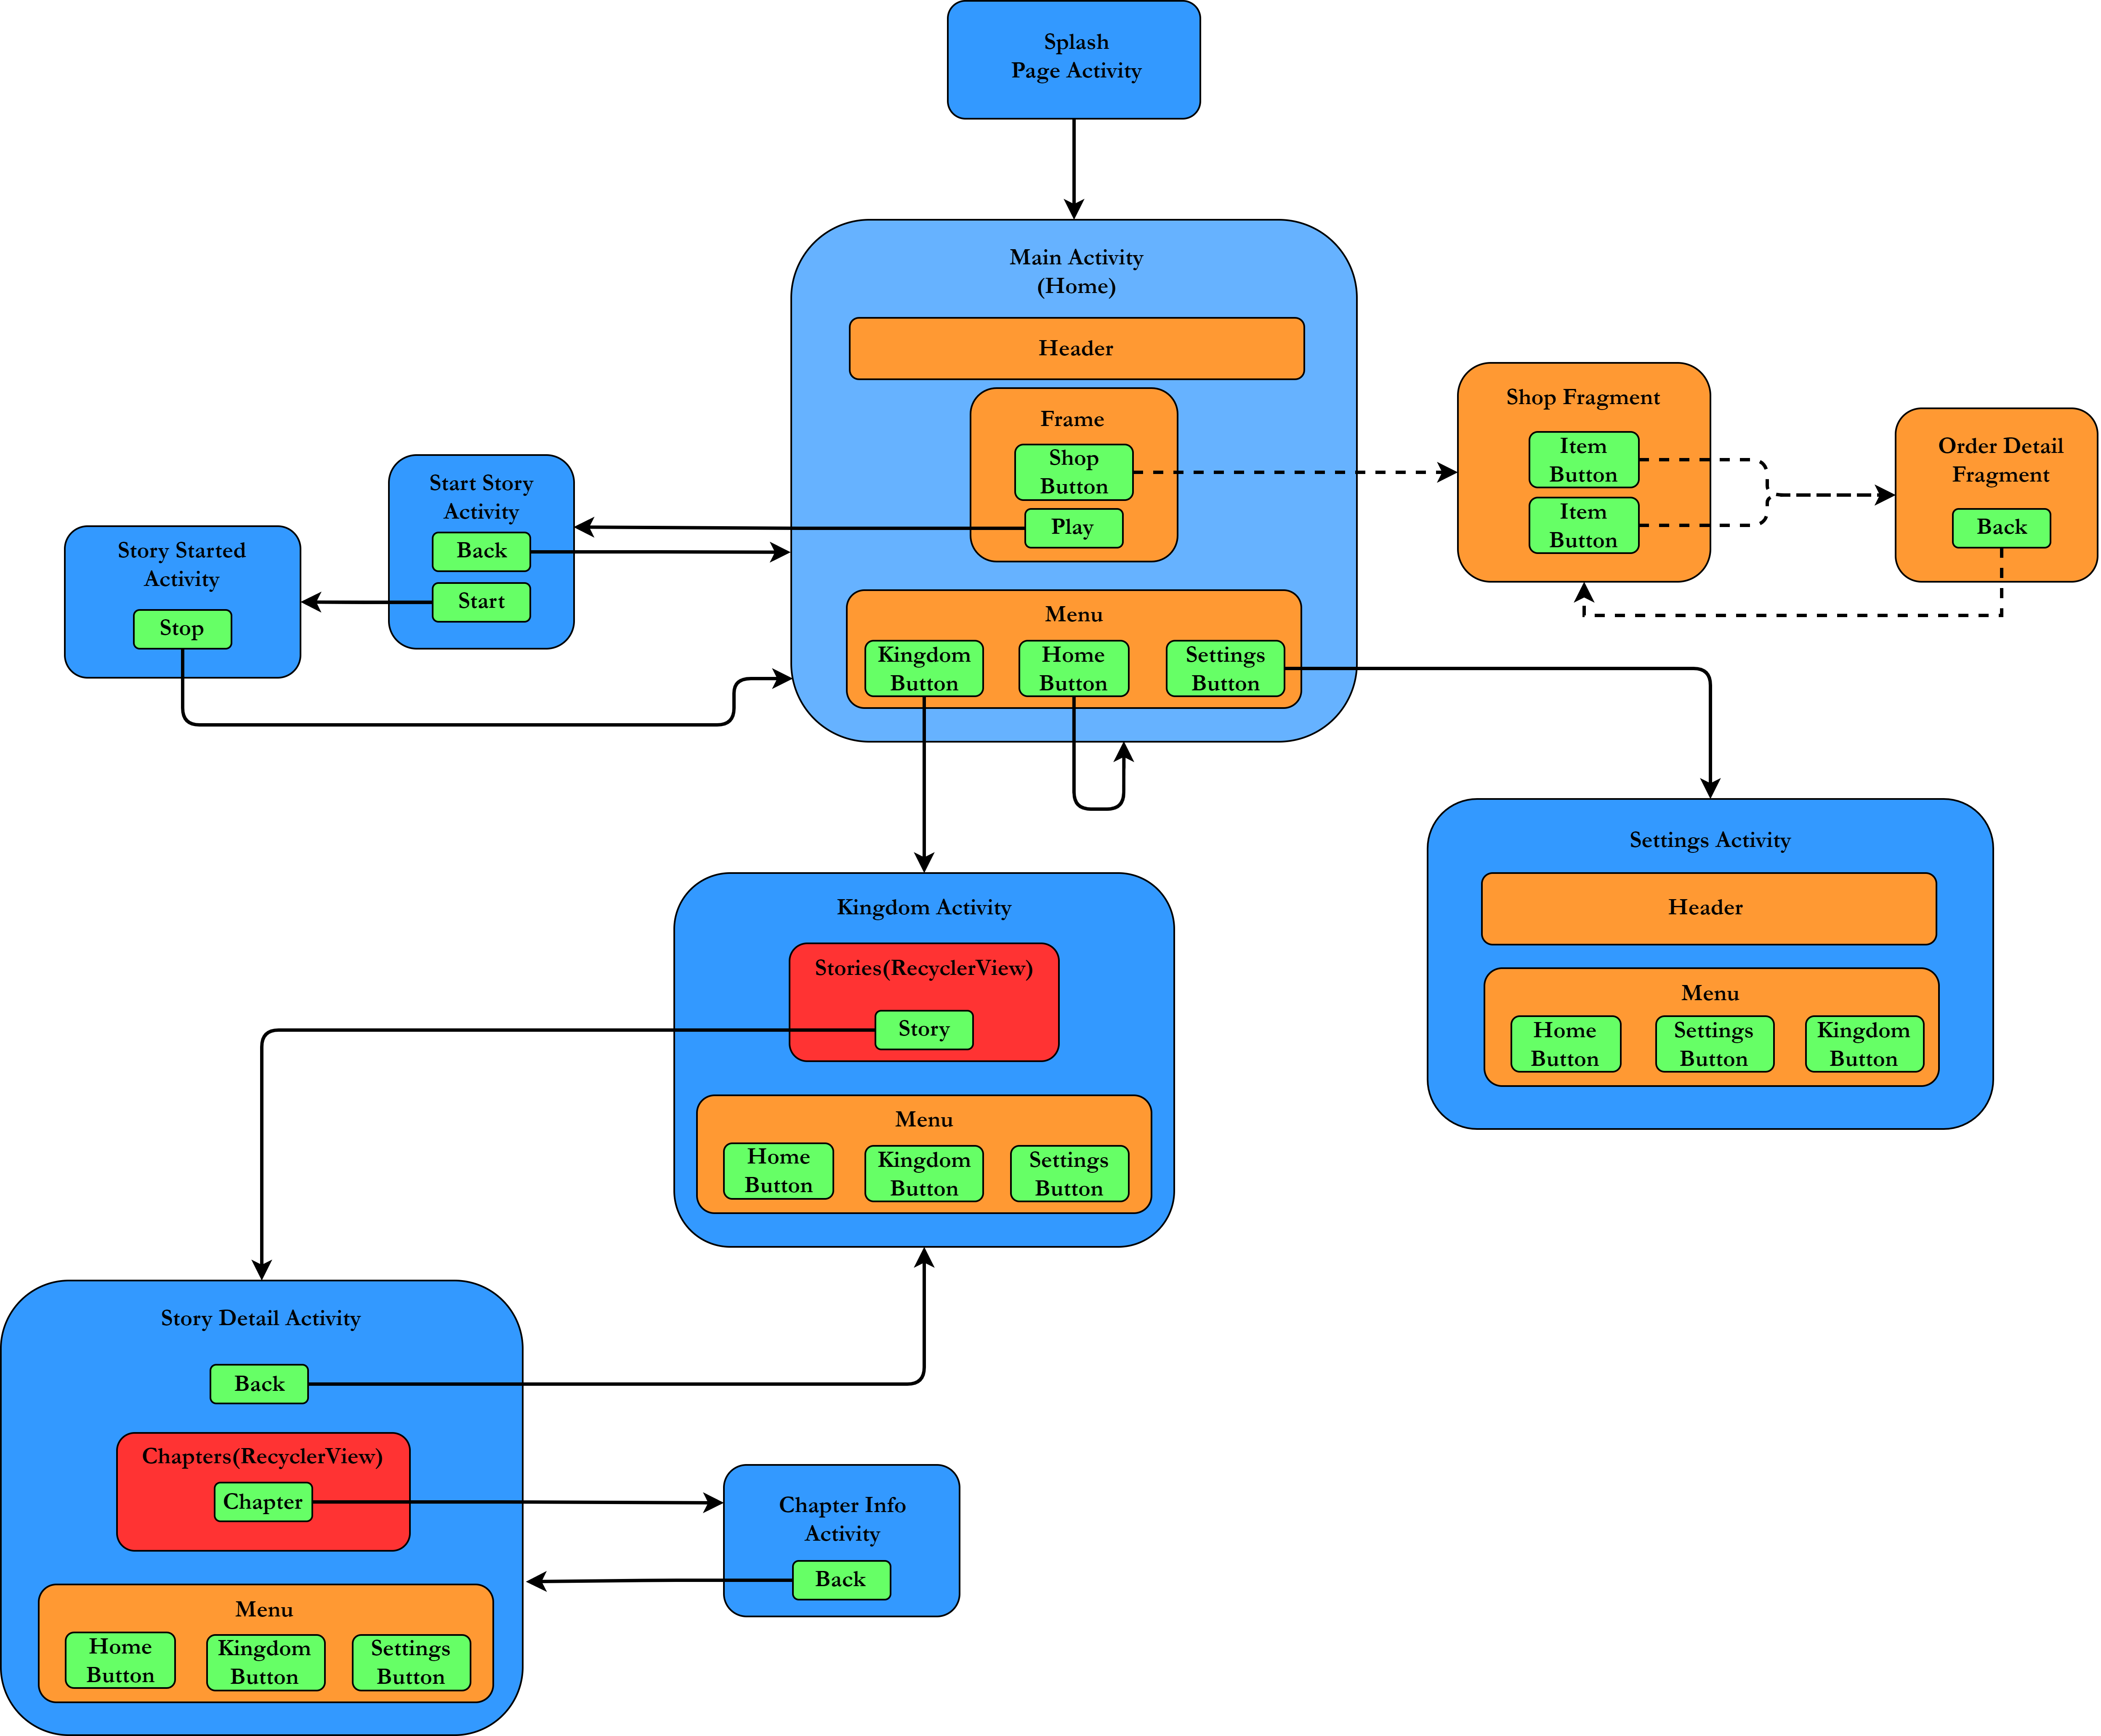 Splash
Page Activity
Main Activity
(Home)
Header
Frame
Shop
Button
Play
Menu
Kingdom
Button
Home
Button
Settings
Button
Shop Fragment
Item
Button
Item
Button
Order Detail
Fragment
Back
Start Story
Activity
Back
Start
Story Started
Activity
Stop
Settings Activity
Header
Menu
Home
Button
Settings
Button
Kingdom
Button
Kingdom Activity
Stories(RecyclerView)
Story
Menu
Home
Button
Kingdom
Button
Settings
Button
Story Detail Activity
Back
Chapters(RecyclerView)
Chapter
Menu
Home
Button
Kingdom
Button
Settings
Button
Chapter Info
Activity
Back